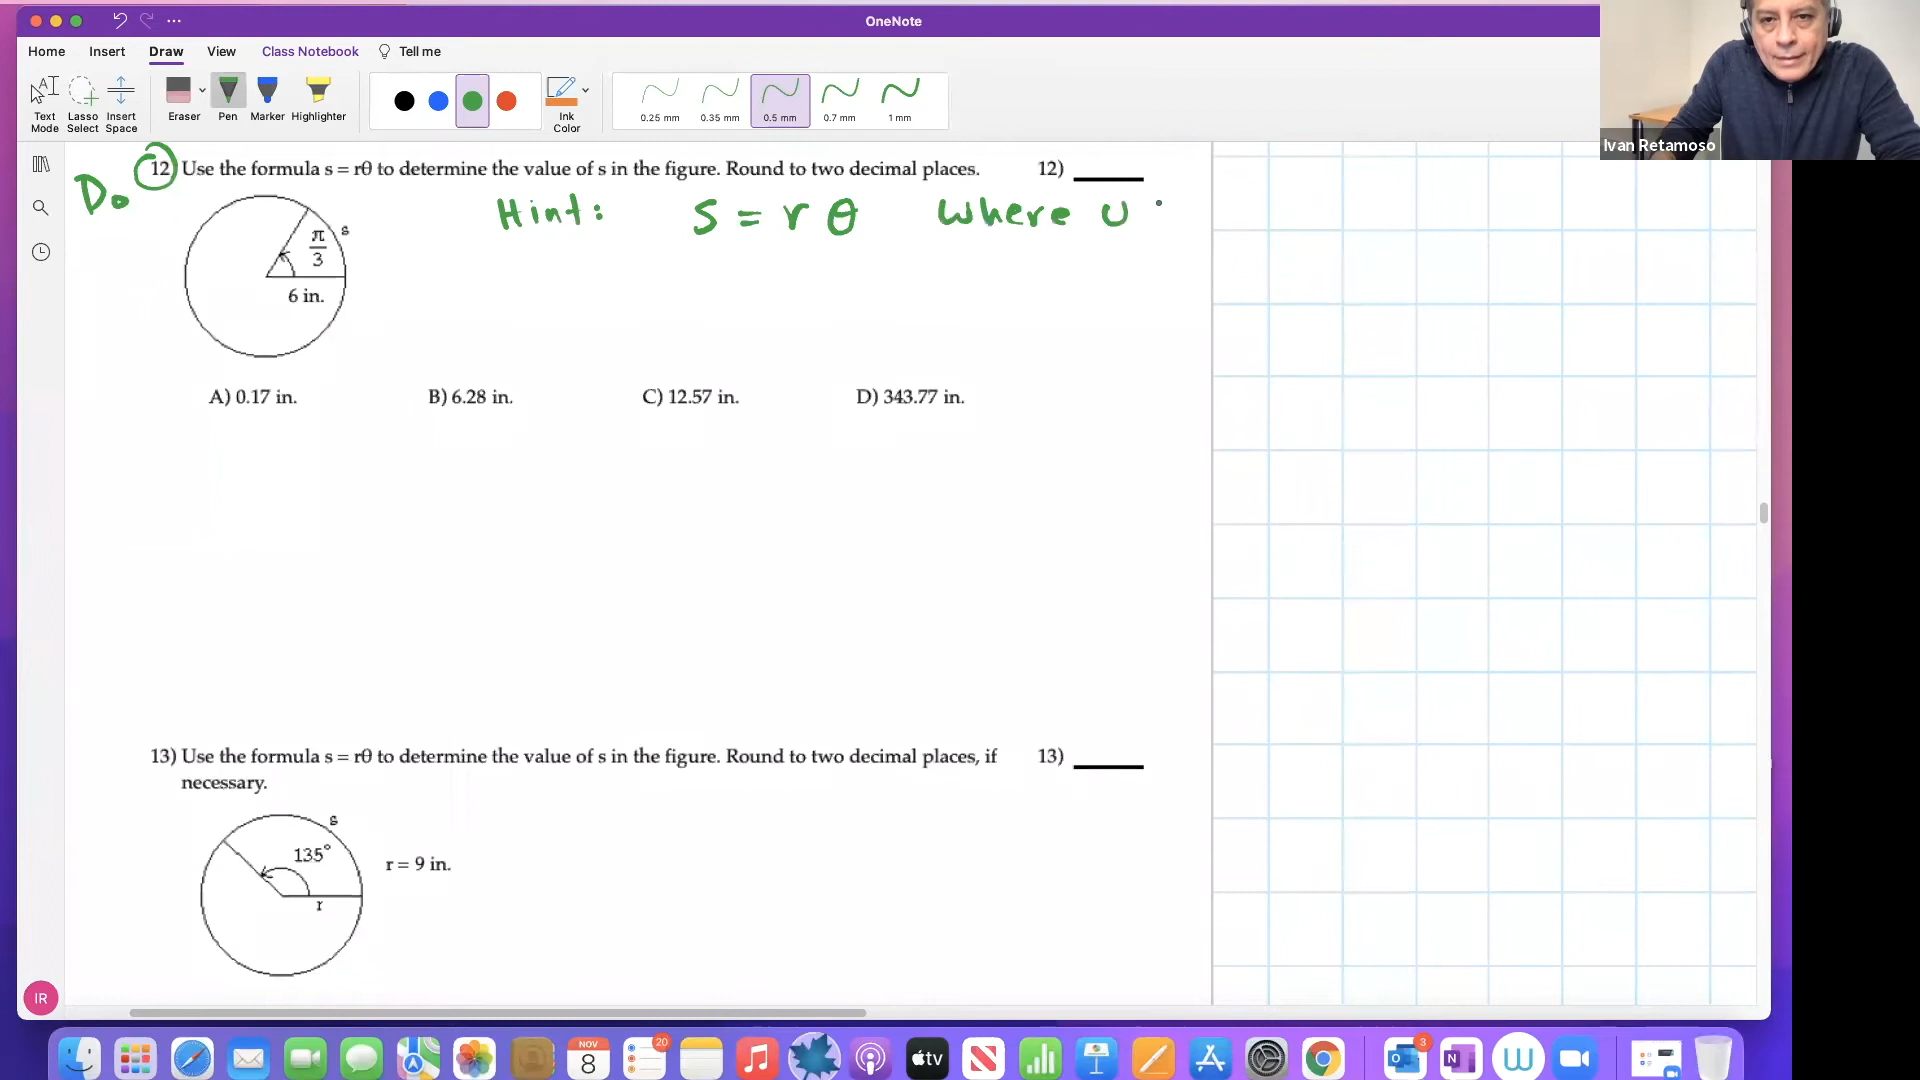 OneNote
Home Insert Draw View Class Notebook Tell me
Text Mode Lasso Select Insert Space Eraser Pen Marker Highlighter Ink Color 0.25 mm 0.35 mm 0.5 mm 0.7 mm 1 mm
Ivan Retamoso
Do 12) Use the formula s = rθ to determine the value of s in the figure. Round to two decimal places. 12)
Hint: S = r θ where
s
π
3
6 in.
A) 0.17 in. B) 6.28 in. C) 12.57 in. D) 343.77 in.
13) Use the formula s = rθ to determine the value of s in the figure. Round to two decimal places, if 13)
necessary.
s
135°
r = 9 in.
r
IR
NOV
8
20
tv
3